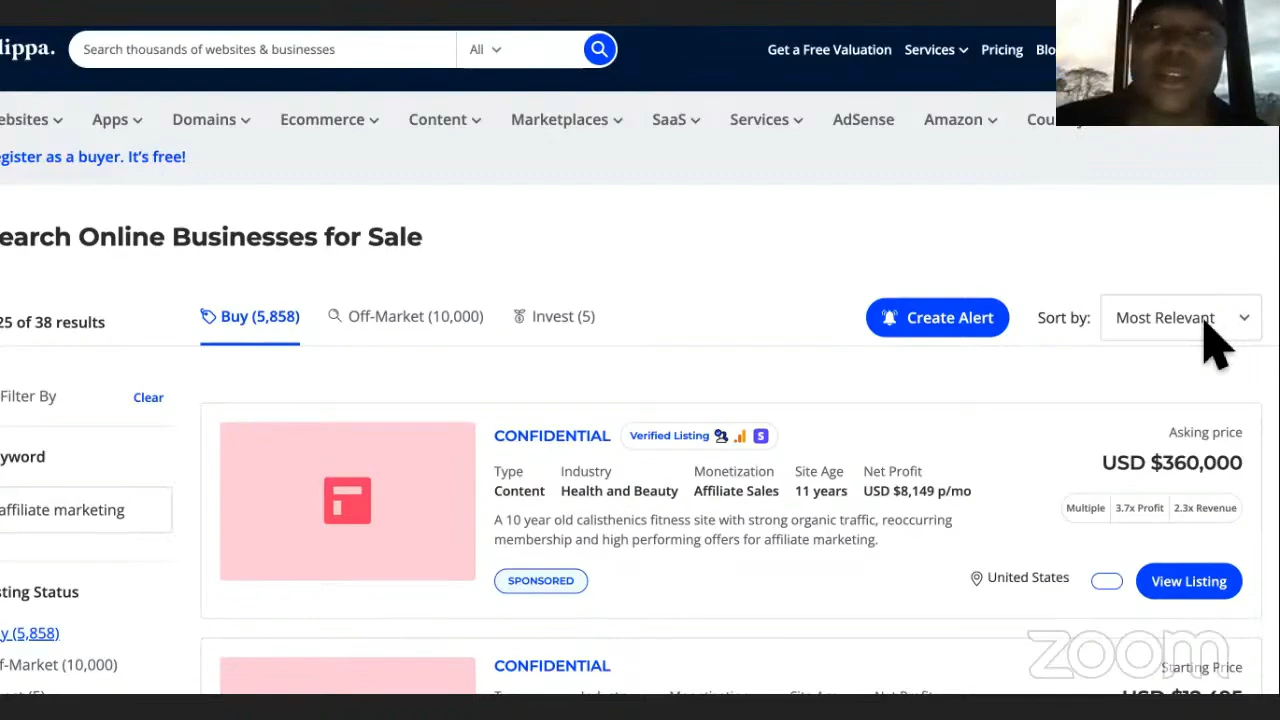 lippa. Search thousands of websites & businesses All Get a Free Valuation Services Pricing Blo
ebsites Apps Domains Ecommerce Content Marketplaces SaaS Services AdSense Amazon Cou
egister as a buyer. It's free!
earch Online Businesses for Sale
25 of 38 results Buy (5,858) Off-Market (10,000) Invest (5) Create Alert Sort by: Most Relevant
Filter By Clear
yword
affiliate marketing
sting Status
y (5,858)
f-Market (10,000)
CONFIDENTIAL Verified Listing S Asking price
USD $360,000
Type Industry Monetization Site Age Net Profit
Content Health and Beauty Affiliate Sales 11 years USD $8,149 p/mo
Multiple 3.7x Profit 2.3x Revenue
A 10 year old calisthenics fitness site with strong organic traffic, reoccurring
membership and high performing offers for affiliate marketing.
SPONSORED United States View Listing
CONFIDENTIAL Starting Price
zoom